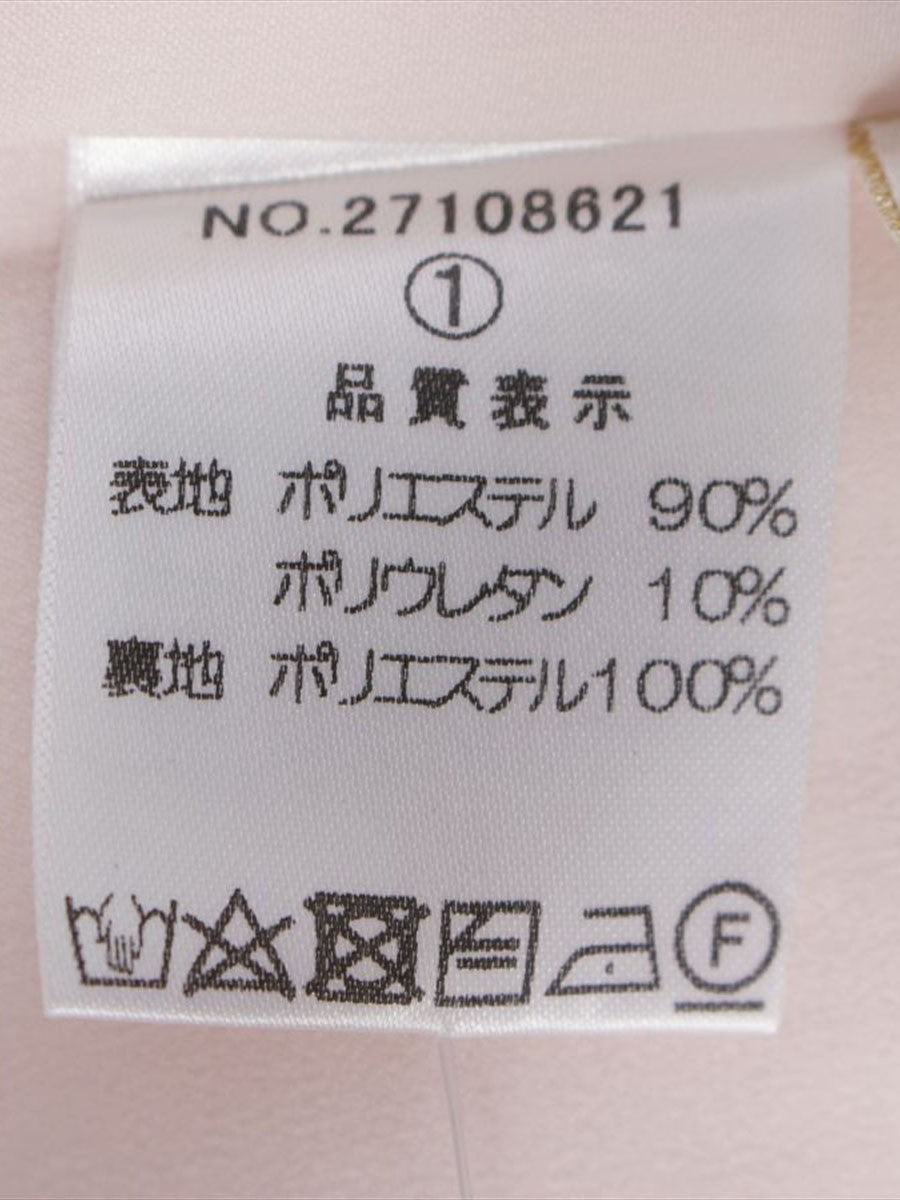 NO.27108621
①
品質表示
表地 ポリエステル 90%
ポリウレタン 10%
裏地 ポリエステル100%
F